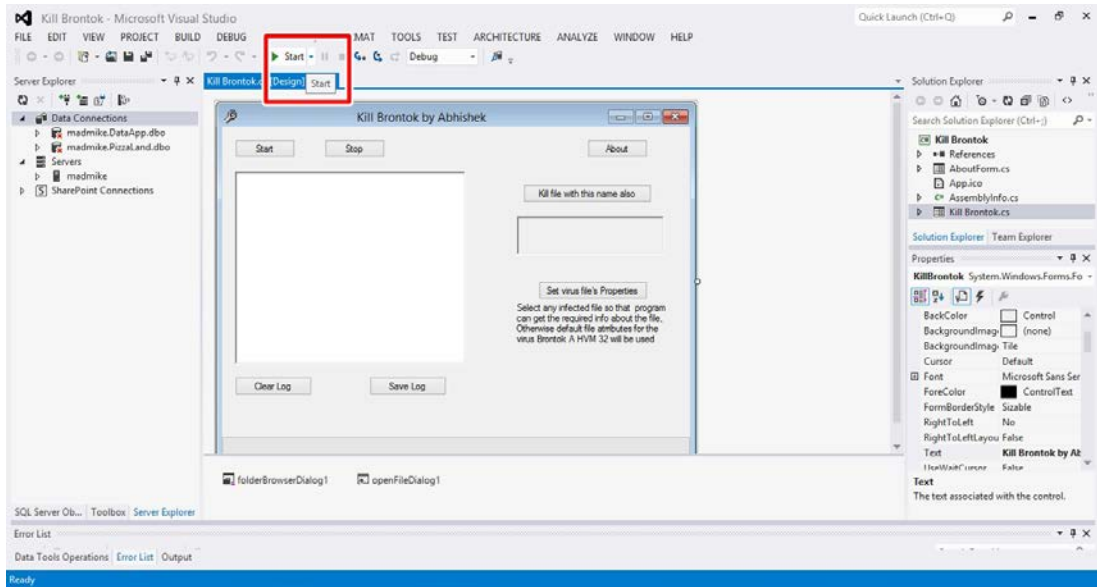 Kill Brontok - Microsoft Visual Studio
Quick Launch (Ctrl+Q)
FILE EDIT VIEW PROJECT BUILD DEBUG MAT TOOLS TEST ARCHITECTURE ANALYZE WINDOW HELP
Start Debug
Start
Server Explorer
Data Connections
madmike.DataApp.dbo
madmike.PizzaLand.dbo
Servers
madmike
SharePoint Connections
SQL Server Ob... Toolbox Server Explorer
Kill Brontok.c [Design]
Kill Brontok by Abhishek
Start Stop About
Kill file with this name also
Set virus file's Properties
Select any infected file so that program
can get the required info about the file,
Otherwise default file attributes for the
virus Brontok A HVM 32 will be used
Clear Log Save Log
folderBrowserDialog1 openFileDialog1
Solution Explorer
Search Solution Explorer (Ctrl+;)
Kill Brontok
References
AboutForm.cs
App.ico
AssemblyInfo.cs
Kill Brontok.cs
Solution Explorer Team Explorer
Properties
KillBrontok System.Windows.Forms.Fo
BackColor Control
BackgroundImag (none)
BackgroundImag Tile
Cursor Default
Font Microsoft Sans Ser
ForeColor ControlText
FormBorderStyle Sizable
RightToLeft No
RightToLeftLayou False
Text Kill Brontok by Ab
UseWaitCursor False
Text
The text associated with the control.
Error List
Data Tools Operations Error List Output
Ready